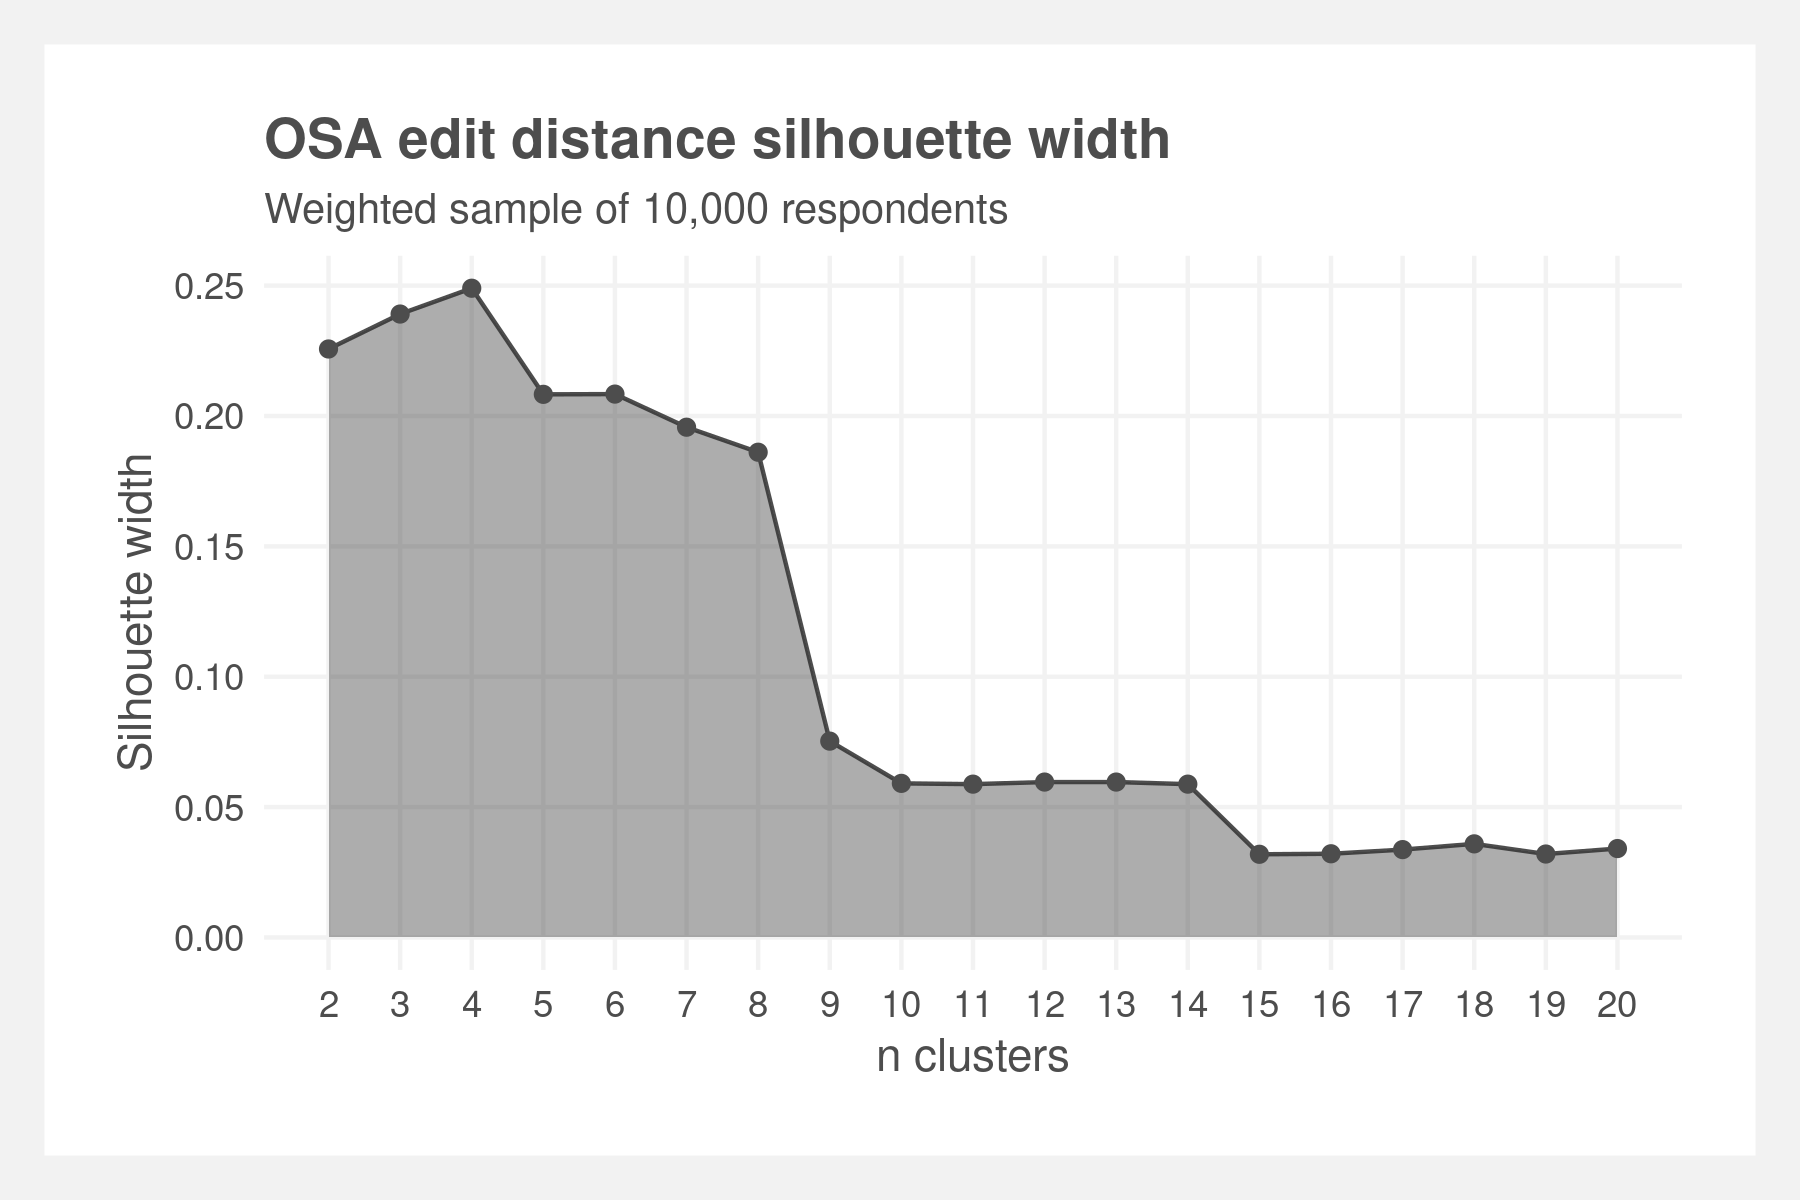 OSA edit distance silhouette width
Weighted sample of 10,000 respondents
0.25
0.20
0.15
0.10
0.05
0.00
Silhouette width
2 3 4 5 6 7 8 9 10 11 12 13 14 15 16 17 18 19 20
n clusters